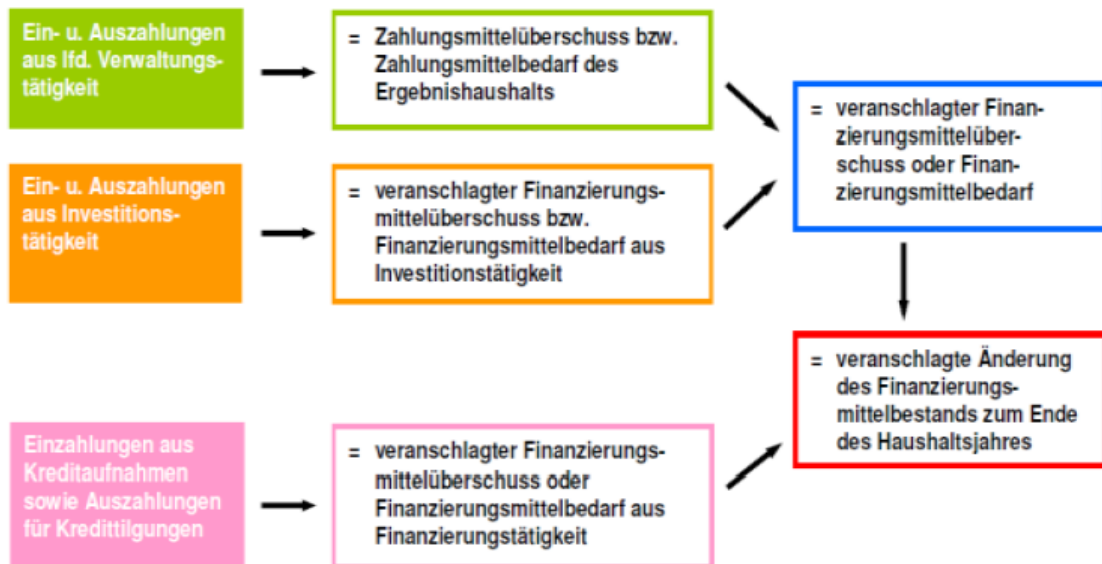 Ein- u. Auszahlungen
aus lfd. Verwaltungs-
tätigkeit
= Zahlungsmittelüberschuss bzw.
Zahlungsmittelbedarf des
Ergebnishaushalts
= veranschlagter Finan-
zierungsmittelüber-
schuss oder Finan-
zierungsmittelbedarf
Ein- u. Auszahlungen
aus Investitions-
tätigkeit
= veranschlagter Finanzierungs-
mittelüberschuss bzw.
Finanzierungsmittelbedarf aus
Investitionstätigkeit
= veranschlagte Änderung
des Finanzierungs-
mittelbestands zum Ende
des Haushaltsjahres
Einzahlungen aus
Kreditaufnahmen
sowie Auszahlungen
für Kredittilgungen
= veranschlagter Finanzierungs-
mittelüberschuss oder
Finanzierungsmittelbedarf aus
Finanzierungstätigkeit